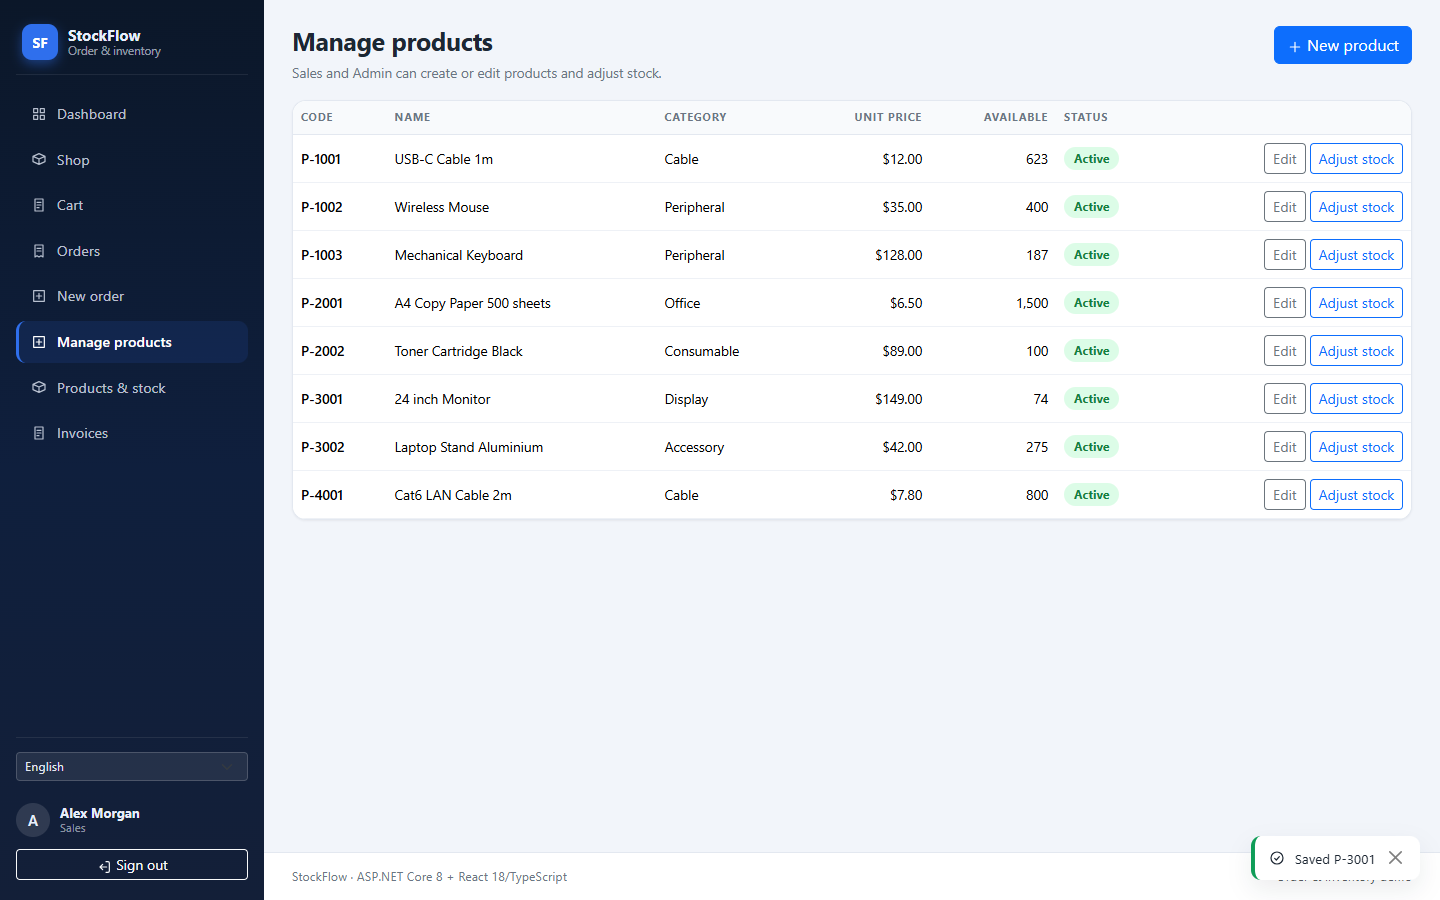 SF
StockFlow
Order & inventory
Dashboard
Shop
Cart
Orders
New order
Manage products
Products & stock
Invoices
English
A
Alex Morgan
Sales
Sign out
Manage products
Sales and Admin can create or edit products and adjust stock.
+ New product
CODE NAME CATEGORY UNIT PRICE AVAILABLE STATUS
P-1001 USB-C Cable 1m Cable $12.00 623 Active Edit Adjust stock
P-1002 Wireless Mouse Peripheral $35.00 400 Active Edit Adjust stock
P-1003 Mechanical Keyboard Peripheral $128.00 187 Active Edit Adjust stock
P-2001 A4 Copy Paper 500 sheets Office $6.50 1,500 Active Edit Adjust stock
P-2002 Toner Cartridge Black Consumable $89.00 100 Active Edit Adjust stock
P-3001 24 inch Monitor Display $149.00 74 Active Edit Adjust stock
P-3002 Laptop Stand Aluminium Accessory $42.00 275 Active Edit Adjust stock
P-4001 Cat6 LAN Cable 2m Cable $7.80 800 Active Edit Adjust stock
StockFlow · ASP.NET Core 8 + React 18/TypeScript
Saved P-3001